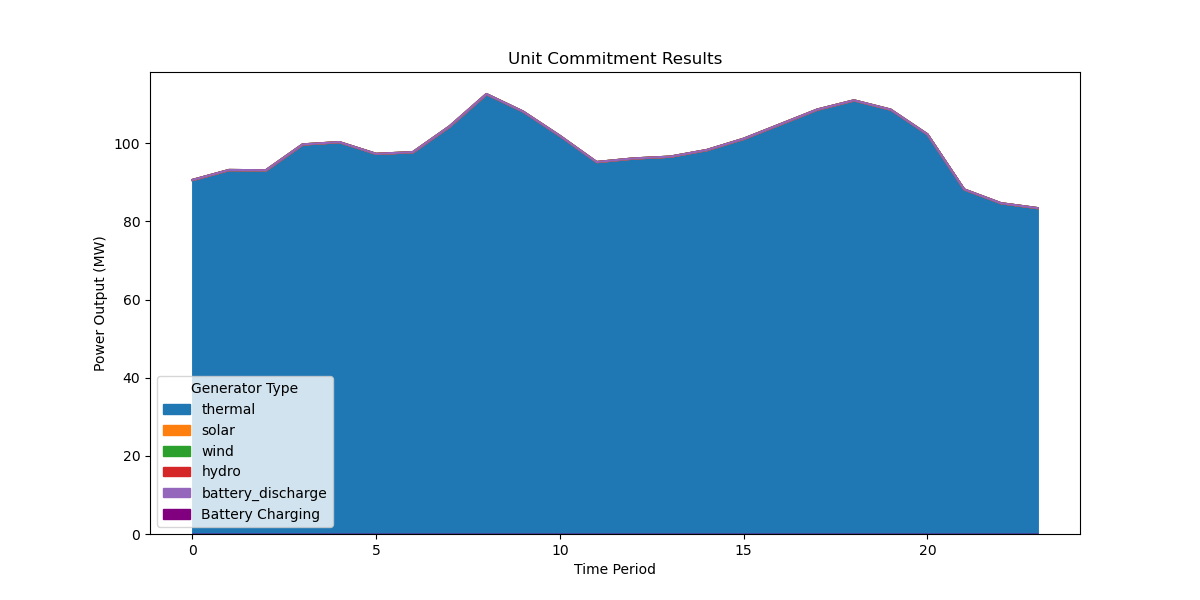 Unit Commitment Results
Power Output (MW)
100
80
60
40
20
0
Generator Type
thermal
solar
wind
hydro
battery_discharge
Battery Charging
0 5 10 15 20
Time Period